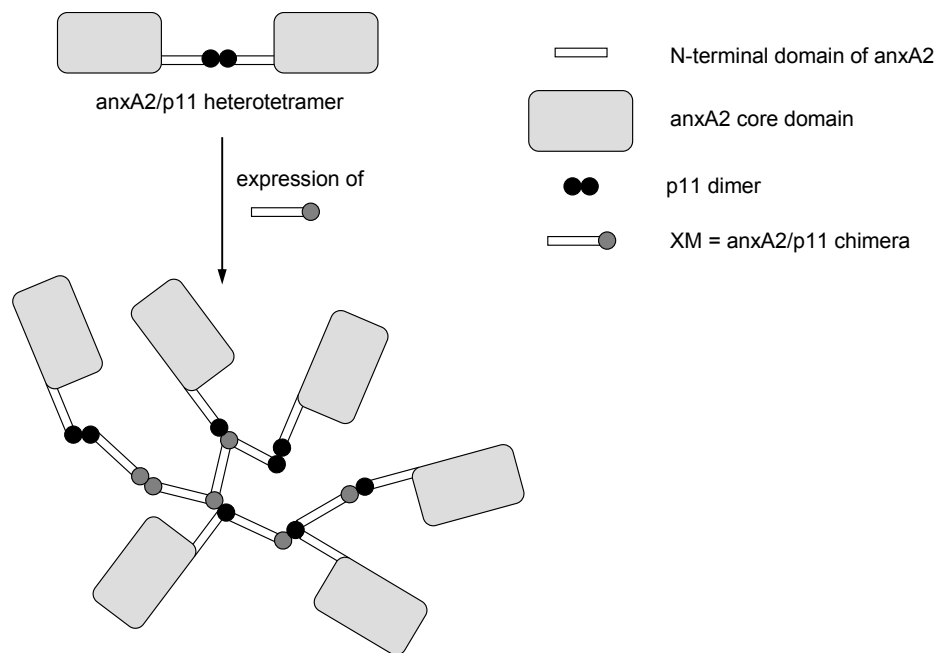 anxA2/p11 heterotetramer
expression of
N-terminal domain of anxA2
anxA2 core domain
p11 dimer
XM = anxA2/p11 chimera